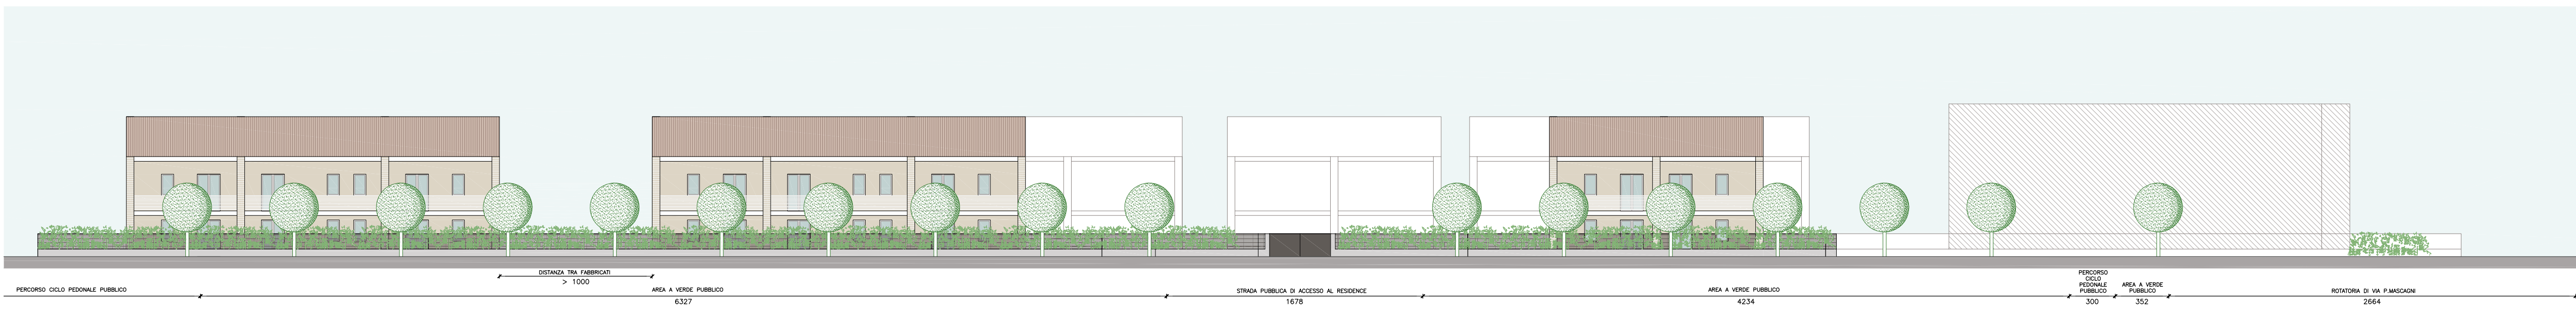 DISTANZA TRA FABBRICATI
> 1000
PERCORSO CICLO PEDONALE PUBBLICO
AREA A VERDE PUBBLICO
6327
STRADA PUBBLICA DI ACCESSO AL RESIDENCE
1678
AREA A VERDE PUBBLICO
4234
PERCORSO
CICLO
PEDONALE
PUBBLICO
300
AREA A VERDE
PUBBLICO
352
ROTATORIA DI VIA P.MASCAGNI
2664